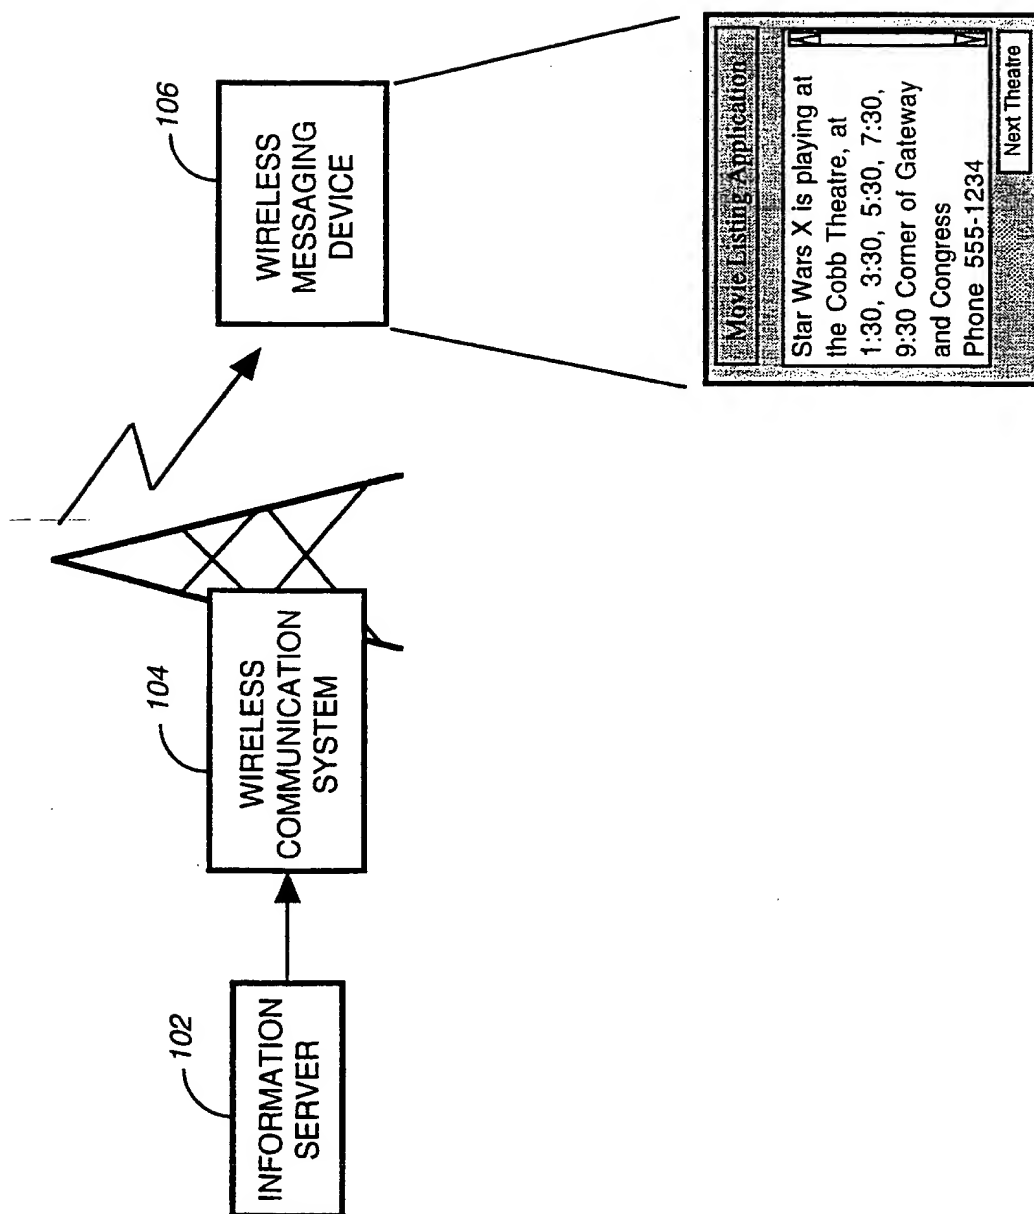 102
INFORMATION
SERVER
104
WIRELESS
COMMUNICATION
SYSTEM
106
WIRELESS
MESSAGING
DEVICE
Movie Listing Application
Star Wars X is playing at
the Cobb Theatre, at
1:30, 3:30, 5:30, 7:30,
9:30 Corner of Gateway
and Congress
Phone 555-1234
Next Theatre